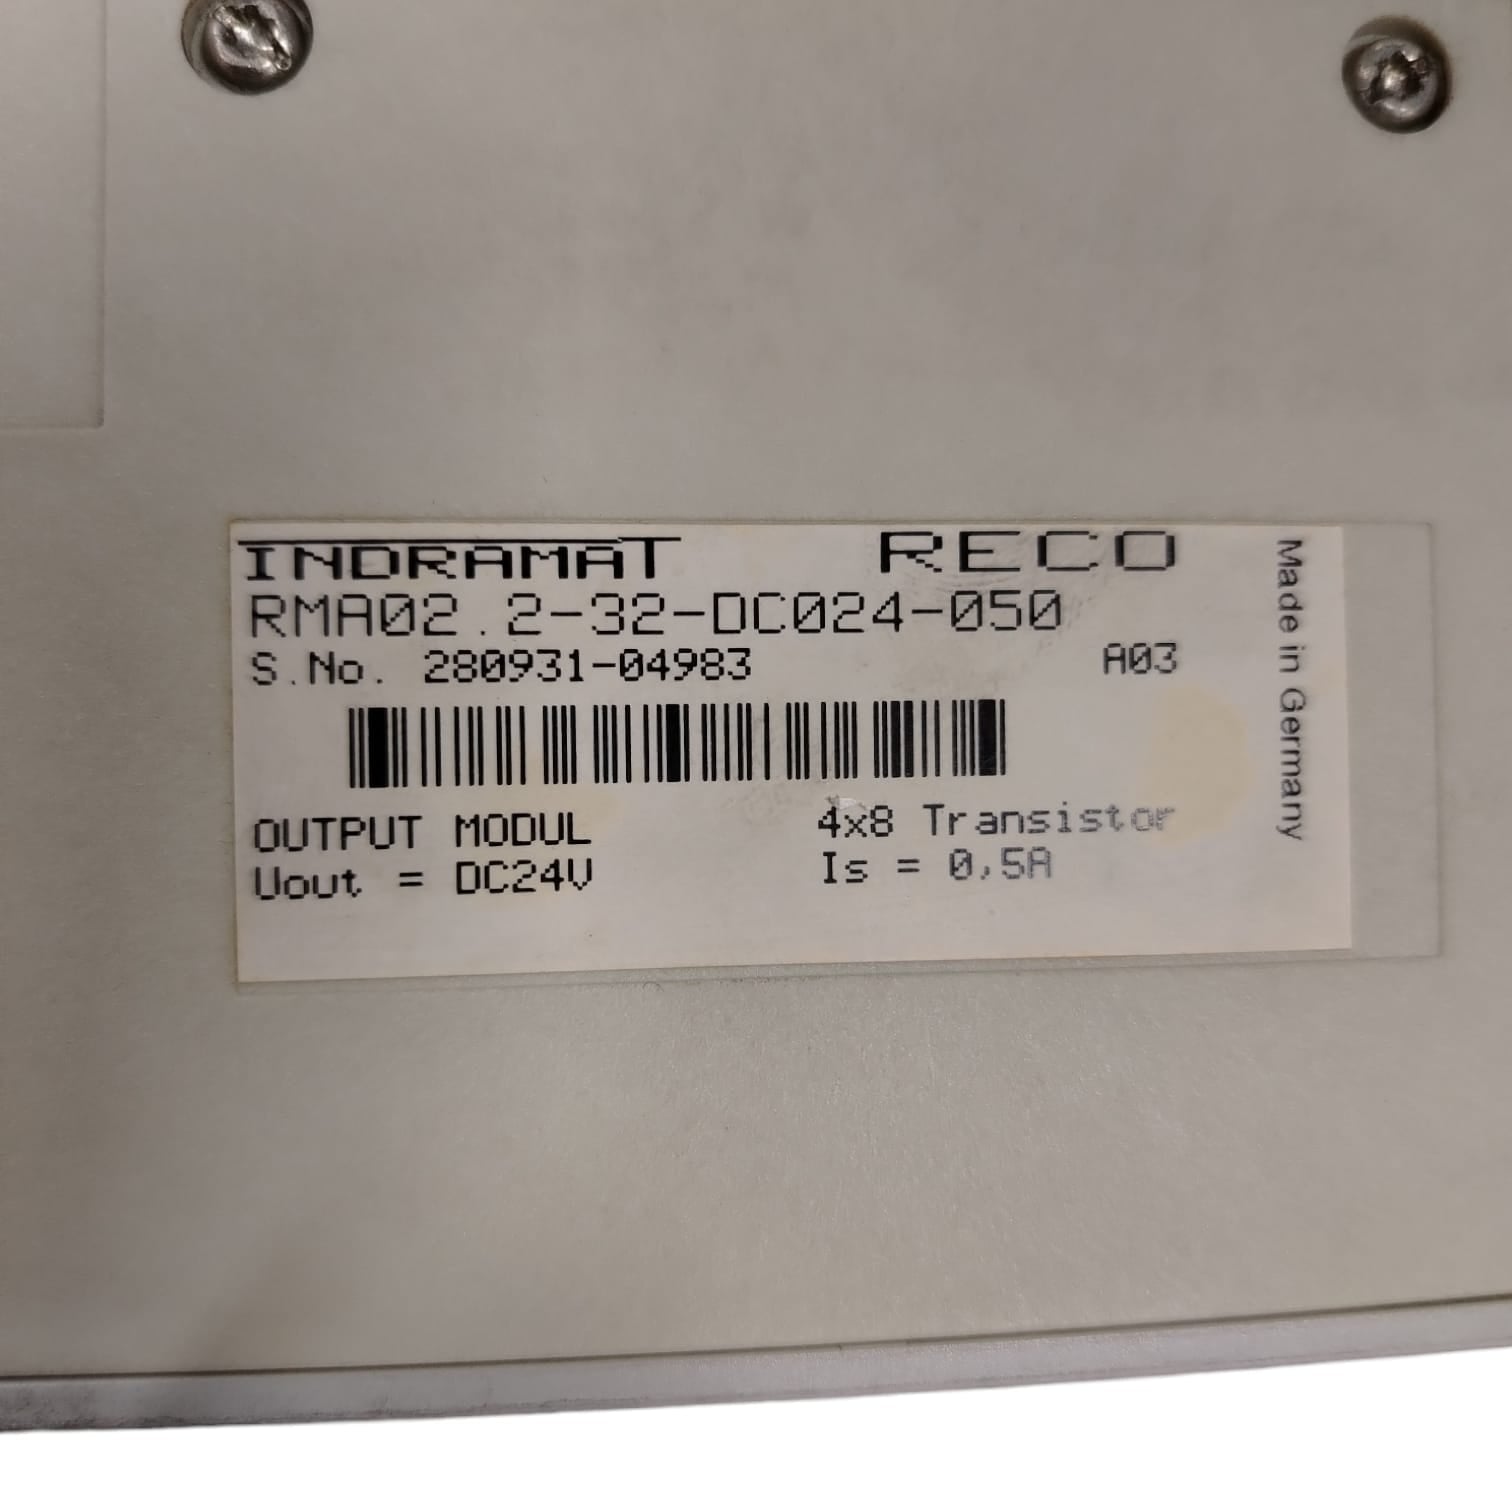 INDRAMAT RECO
RMA02.2-32-DC024-050
S.No. 280931-04983 A03
OUTPUT MODUL 4x8 Transistor
Uout = DC24V Is = 0,5A
Made in Germany